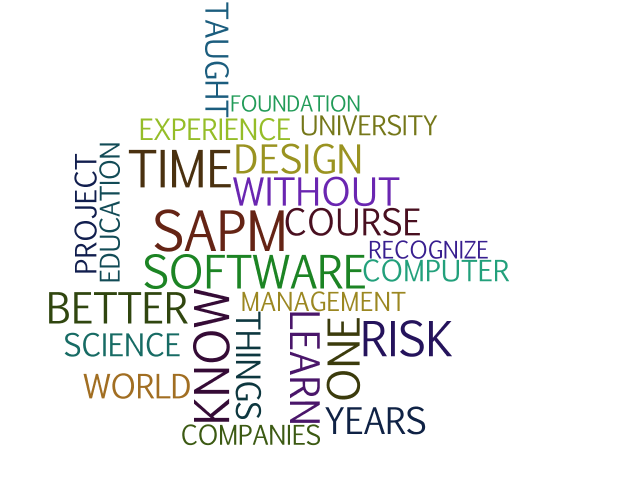 TAUGHT
FOUNDATION
EXPERIENCE
UNIVERSITY
TIME
DESIGN
PROJECT
EDUCATION
WITHOUT
SAPM
COURSE
RECOGNIZE
SOFTWARE
COMPUTER
BETTER
KNOW
MANAGEMENT
THINGS
LEARN
ONE
RISK
SCIENCE
WORLD
YEARS
COMPANIES